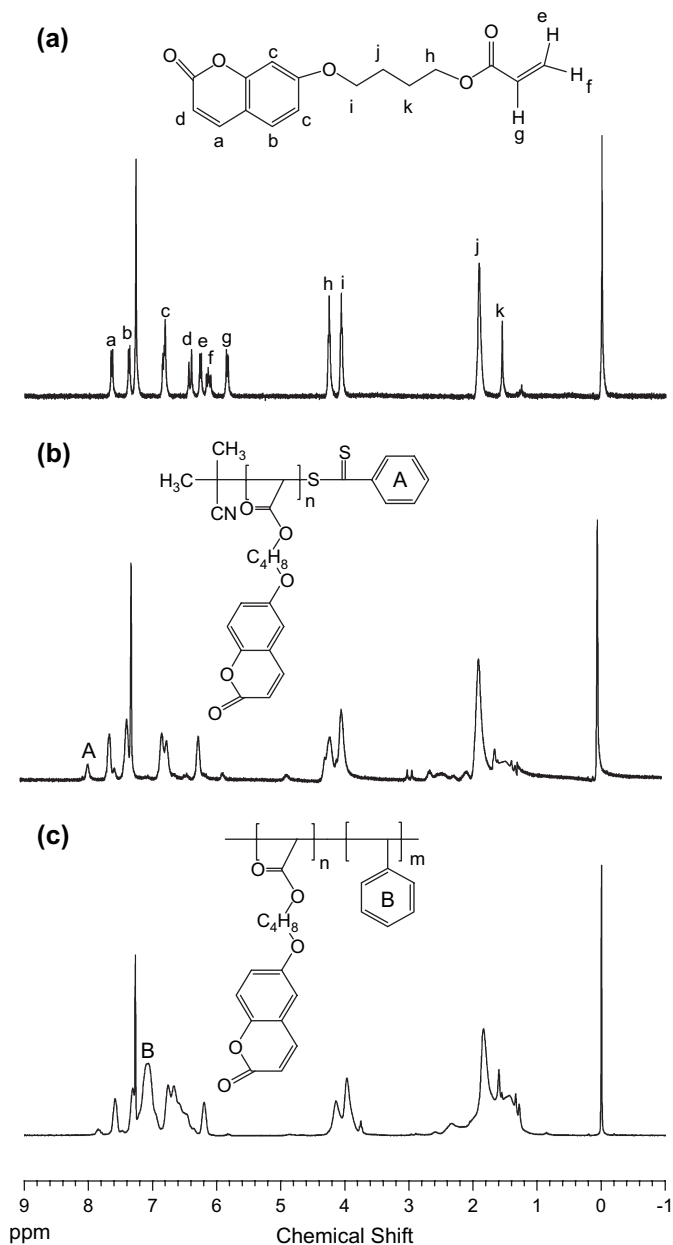 (a)
e
H
O
O O c O j h H f
O
d i k H
a b c g
a b c d e f g h i j k
(b)
CH₃
H₃C S
S A
CN n
O
O
C₄H₈
O
O
O
A
(c)
n m
O
O B
C₄H₈
O
O
O
B
9 8 7 6 5 4 3 2 1 0 -1
ppm Chemical Shift